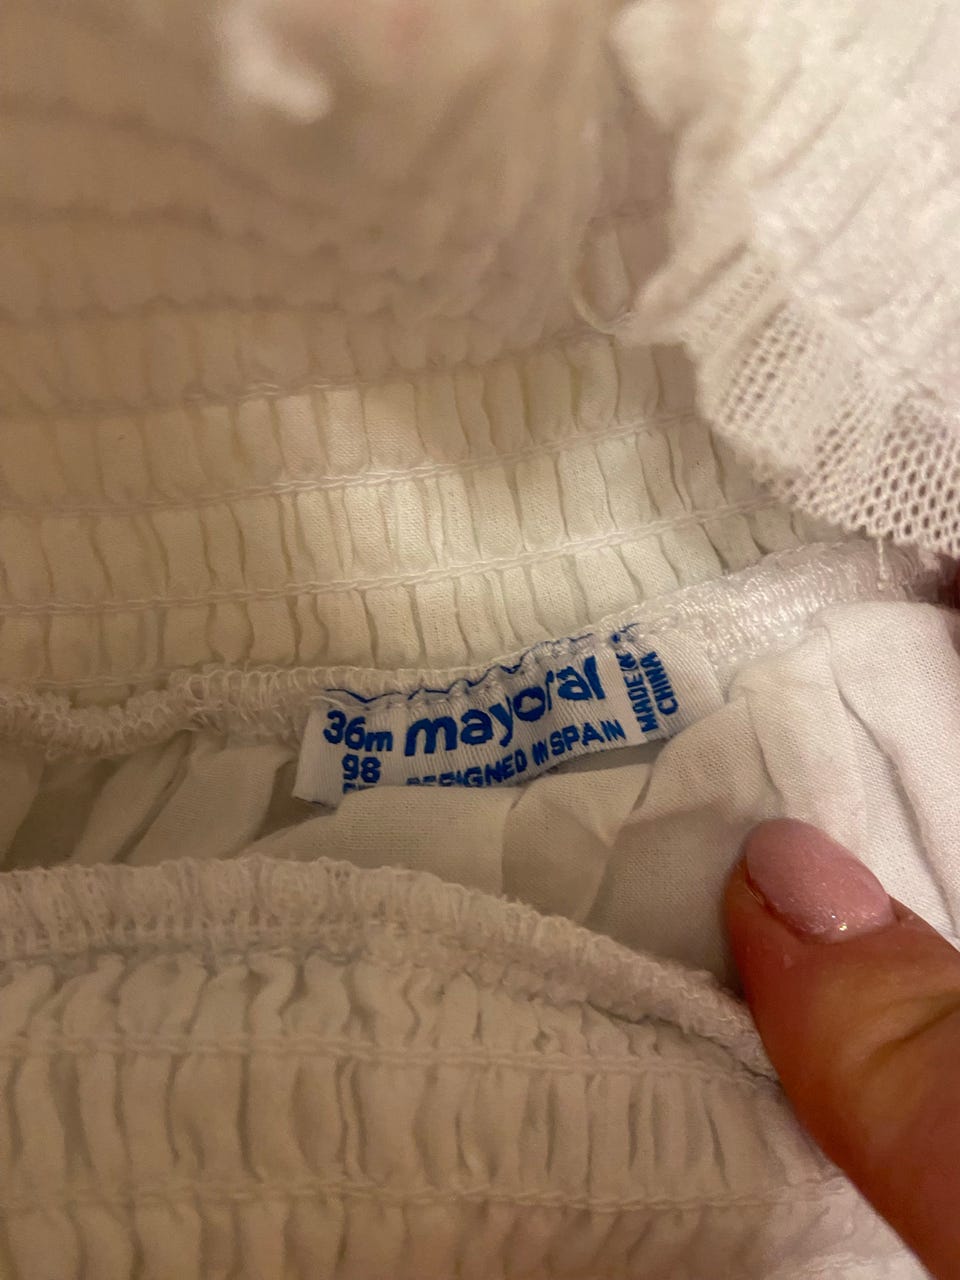 36m
98
mayoral
DESIGNED IN SPAIN
MADE IN
CHINA